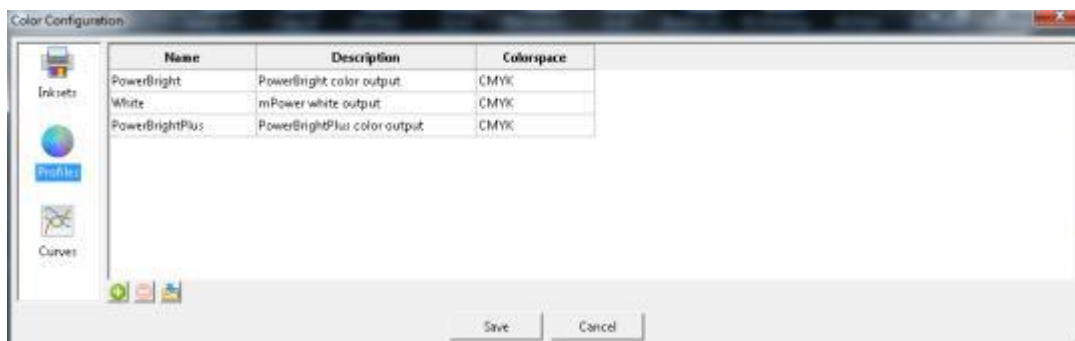 Color Configuration
Name Description Colorspace
PowerBright PowerBright color output CMYK
White mPower white output CMYK
PowerBrightPlus PowerBrightPlus color output CMYK
Inksets
Profiles
Curves
Save Cancel